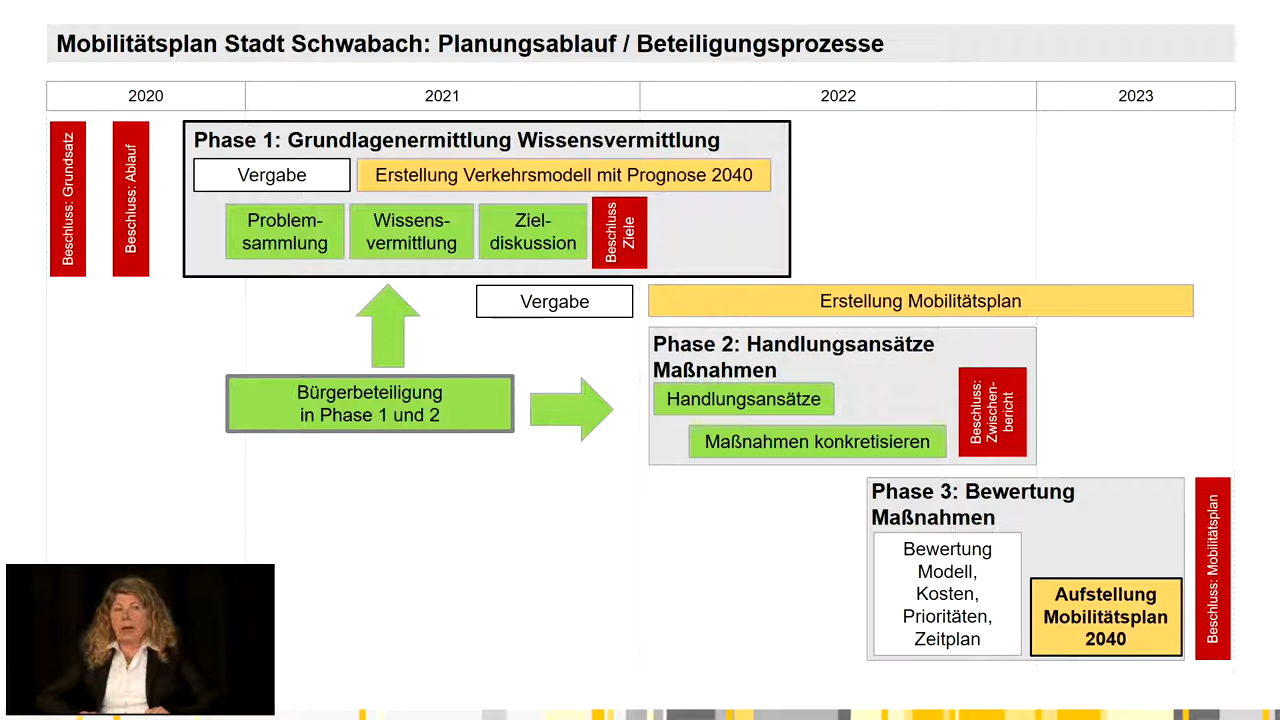 Mobilitätsplan Stadt Schwabach: Planungsablauf / Beteiligungsprozesse
2020
2021
2022
2023
Beschluss: Grundsatz
Beschluss: Ablauf
Phase 1: Grundlagenermittlung Wissensvermittlung
Vergabe
Erstellung Verkehrsmodell mit Prognose 2040
Problem-
sammlung
Wissens-
vermittlung
Ziel-
diskussion
Beschluss
Ziele
Vergabe
Erstellung Mobilitätsplan
Bürgerbeteiligung
in Phase 1 und 2
Phase 2: Handlungsansätze
Maßnahmen
Handlungsansätze
Maßnahmen konkretisieren
Beschluss:
Zwischen-
bericht
Phase 3: Bewertung
Maßnahmen
Bewertung
Modell,
Kosten,
Prioritäten,
Zeitplan
Aufstellung
Mobilitätsplan
2040
Beschluss: Mobilitätsplan